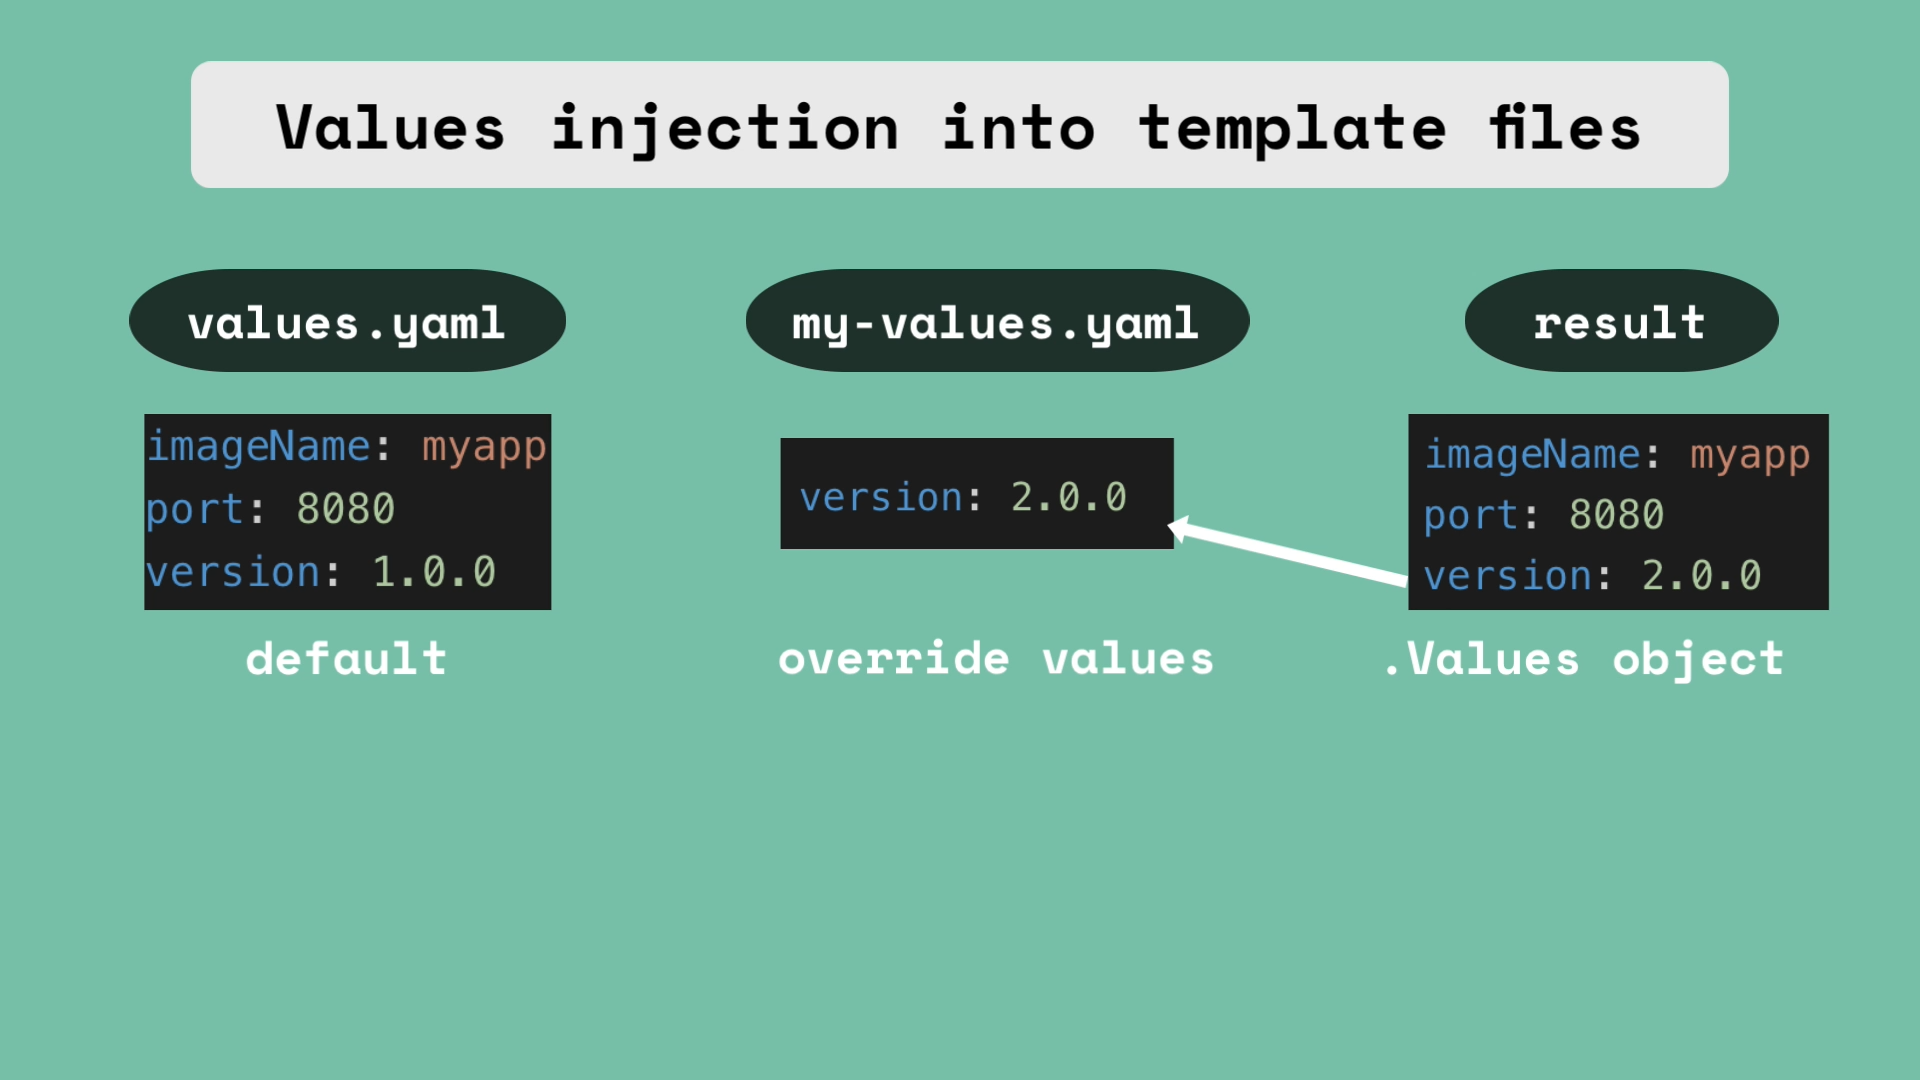 Values injection into template files
values.yaml
my-values.yaml
result
imageName: myapp
port: 8080
version: 1.0.0
version: 2.0.0
imageName: myapp
port: 8080
version: 2.0.0
default
override values
.Values object